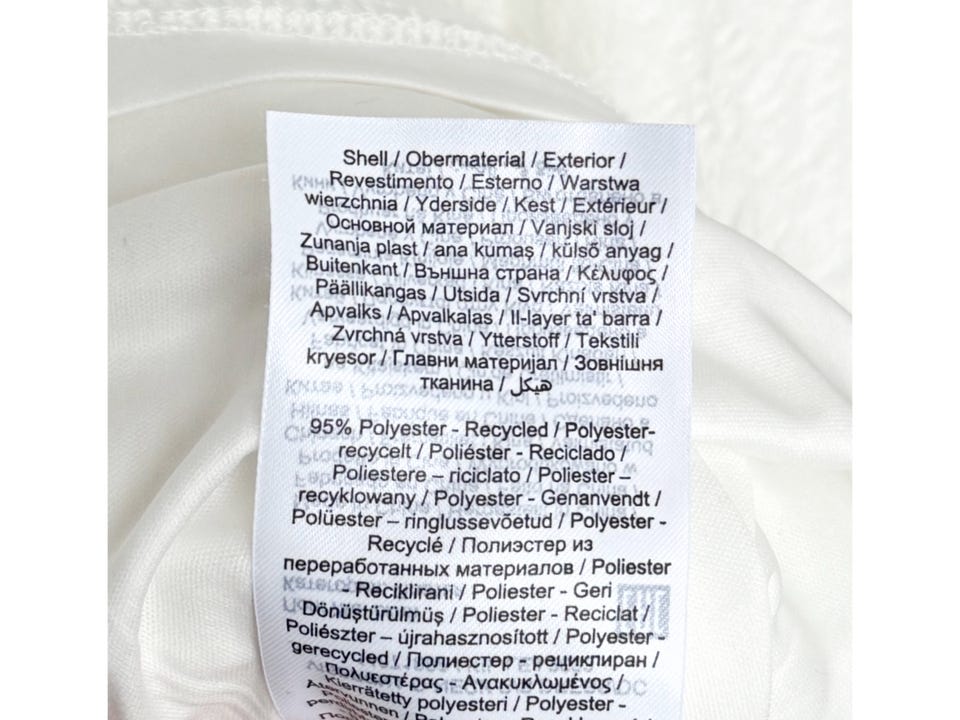 Shell / Obermaterial / Exterior /
Revestimento / Esterno / Warstwa
wierzchnia / Yderside / Kest / Extérieur /
Основной материал / Vanjski sloj /
Zunanja plast / ana kumaş / külső anyag /
Buitenkant / Външна страна / Κέλυφος /
Päällikangas / Utsida / Svrchní vrstva /
Apvalks / Apvalkalas / Il-layer ta' barra /
Zvrchná vrstva / Ytterstoff / Tekstili
kryesor / Главни материјал / Зовнішня
тканина / هيكل
95% Polyester - Recycled / Polyester-
recycelt / Poliéster - Reciclado /
Poliestere – riciclato / Poliester –
recyklowany / Polyester - Genanvendt /
Polüester – ringlussevõetud / Polyester -
Recyclé / Полиэстер из
переработанных материалов / Poliester
- Reciklirani / Poliester - Geri
Dönüştürülmüş / Poliester - Reciclat /
Poliészter – újrahasznosított / Polyester -
gerecycled / Полиестер - рециклиран /
Πολυεστέρας - Ανακυκλωμένος /
Kierrätetty polyesteri / Polyester -
Återvunnen